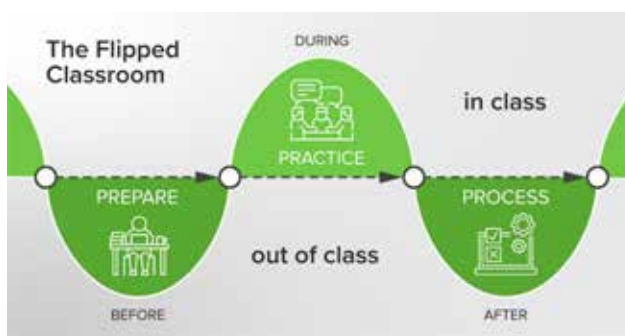 The Flipped
Classroom
DURING
in class
PRACTICE
PREPARE
PROCESS
out of class
BEFORE
AFTER